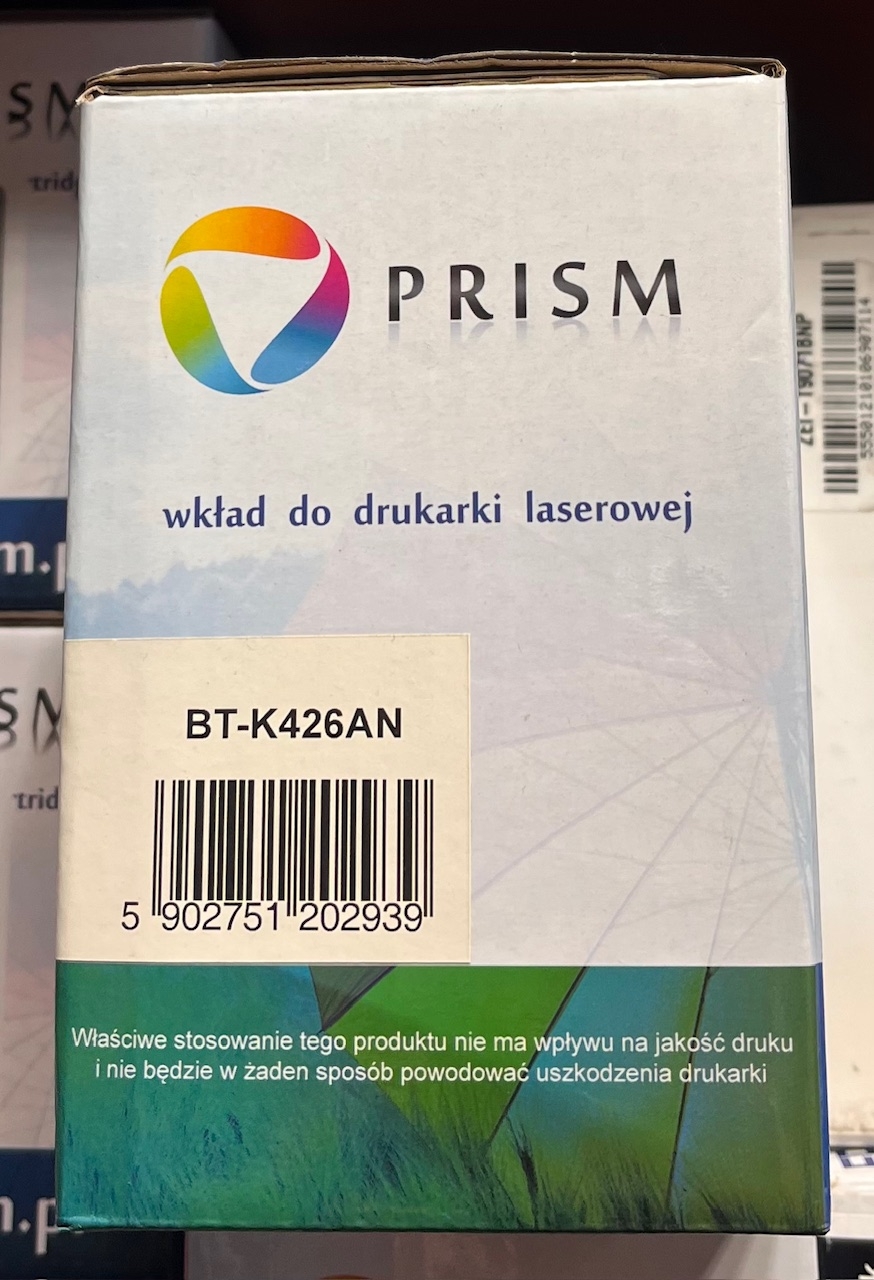 PRISM
wkład do drukarki laserowej
BT-K426AN
5 902751 202939
Właściwe stosowanie tego produktu nie ma wpływu na jakość druku
i nie będzie w żaden sposób powodować uszkodzenia drukarki
55501210106907114